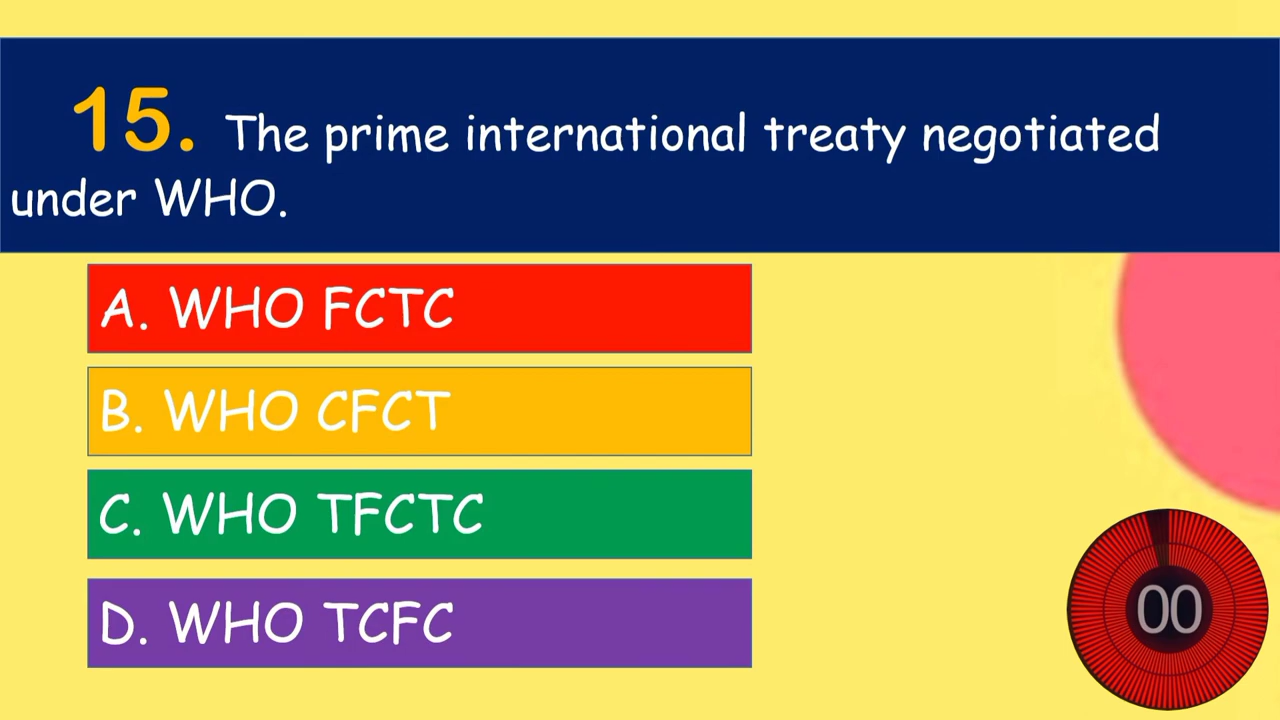 15. The prime international treaty negotiated
under WHO.
A. WHO FCTC
B. WHO CFCT
C. WHO TFCTC
D. WHO TCFC
00